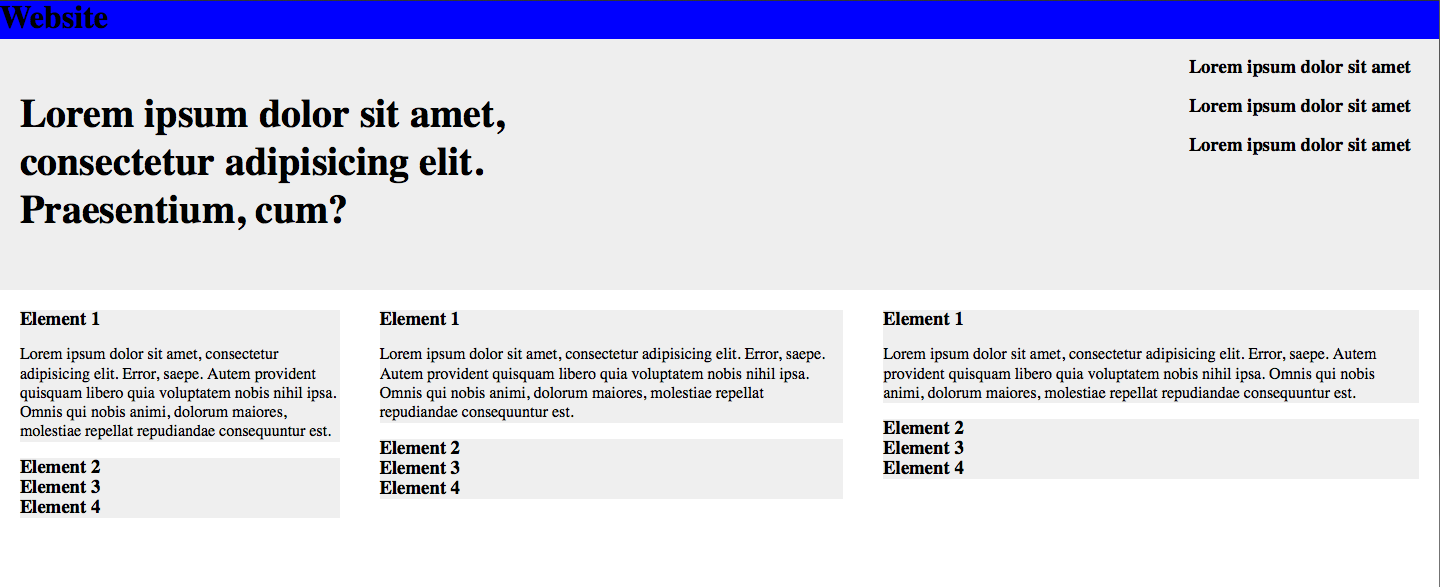 Website
Lorem ipsum dolor sit amet,
consectetur adipisicing elit.
Praesentium, cum?
Lorem ipsum dolor sit amet
Lorem ipsum dolor sit amet
Lorem ipsum dolor sit amet
Element 1
Lorem ipsum dolor sit amet, consectetur
adipisicing elit. Error, saepe. Autem provident
quisquam libero quia voluptatem nobis nihil ipsa.
Omnis qui nobis animi, dolorum maiores,
molestiae repellat repudiandae consequuntur est.
Element 2
Element 3
Element 4
Element 1
Lorem ipsum dolor sit amet, consectetur adipisicing elit. Error, saepe.
Autem provident quisquam libero quia voluptatem nobis nihil ipsa.
Omnis qui nobis animi, dolorum maiores, molestiae repellat
repudiandae consequuntur est.
Element 2
Element 3
Element 4
Element 1
Lorem ipsum dolor sit amet, consectetur adipisicing elit. Error, saepe. Autem
provident quisquam libero quia voluptatem nobis nihil ipsa. Omnis qui nobis
animi, dolorum maiores, molestiae repellat repudiandae consequuntur est.
Element 2
Element 3
Element 4